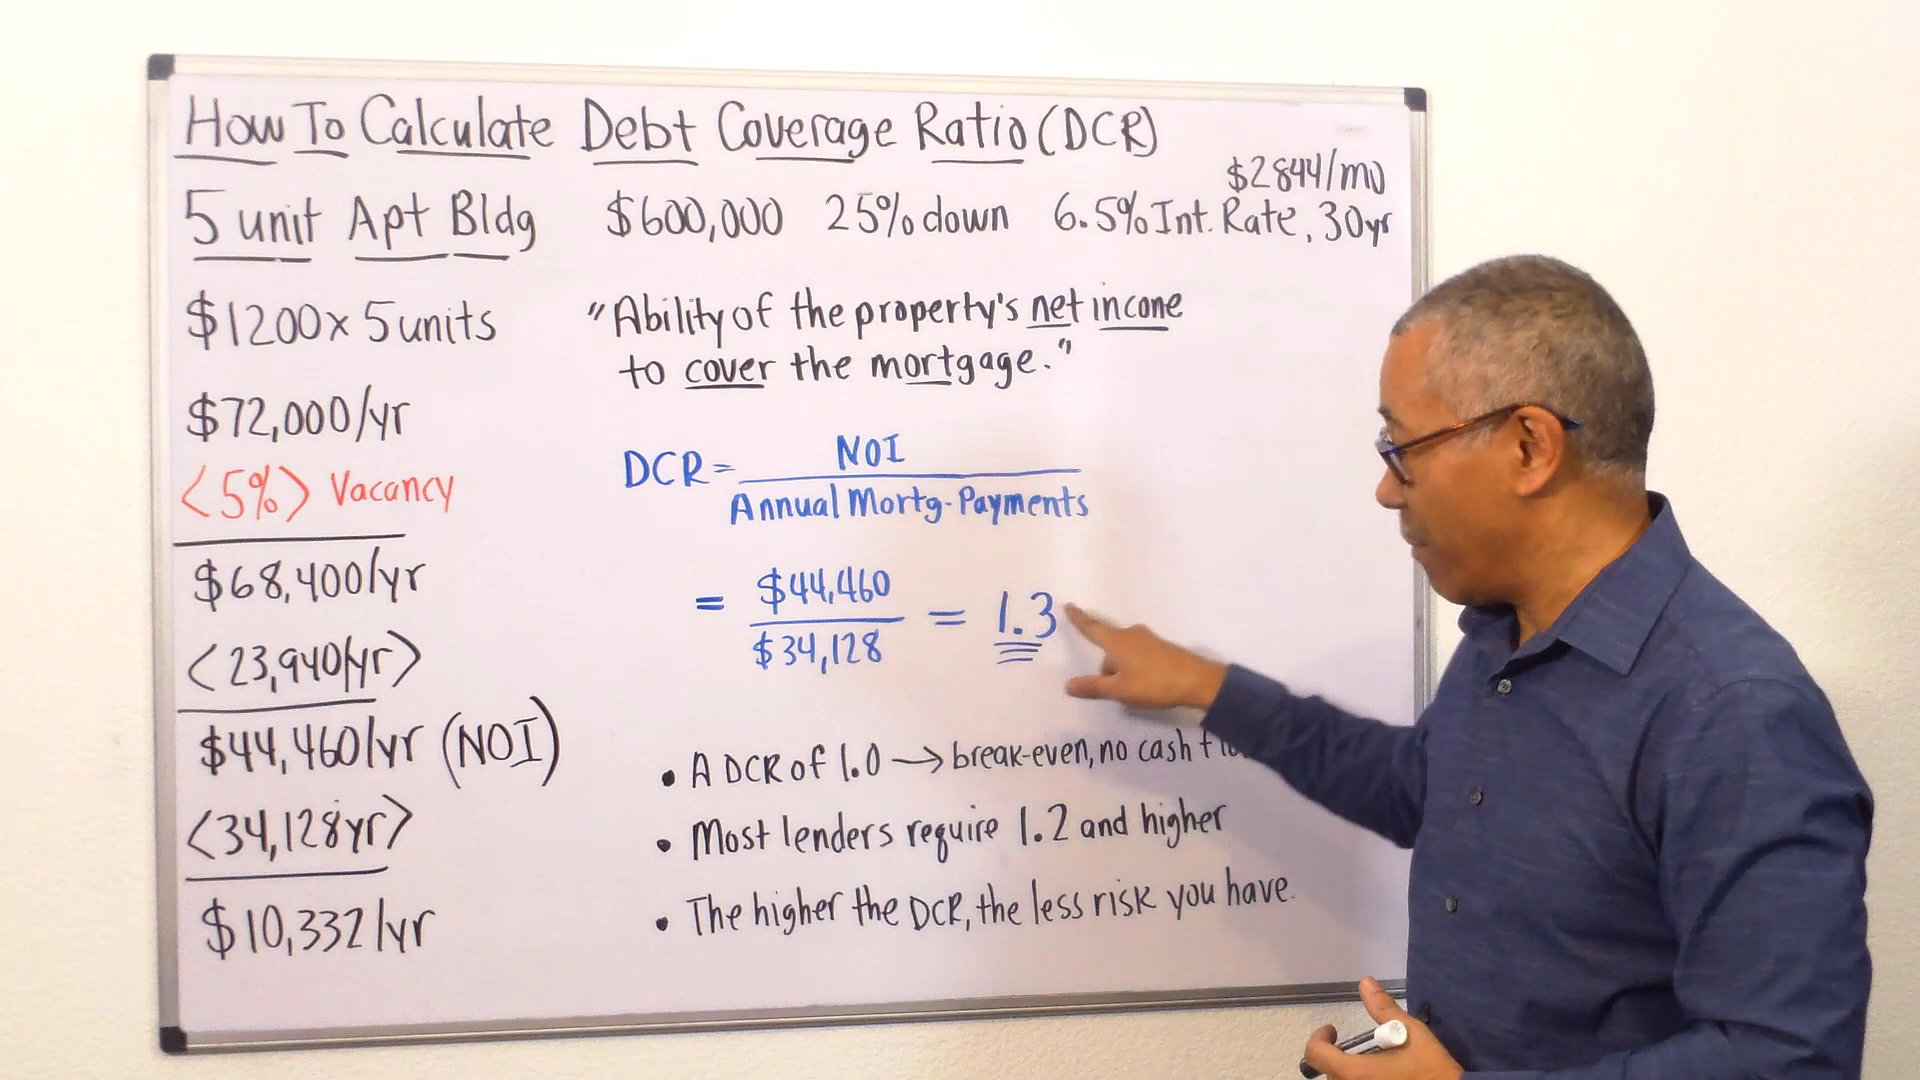 How To Calculate Debt Coverage Ratio (DCR)
$2844/mo
5 unit Apt Bldg $600,000 25% down 6.5% Int. Rate, 30yr
$1200 x 5 units
$72,000/yr
<5%> Vacancy
$68,400/yr
<23,940/yr>
$44,460/yr (NOI)
<34,128yr>
$10,332/yr
"Ability of the property's net income
to cover the mortgage."
DCR = NOI
Annual Mortg. Payments
= $44,460
$34,128
= 1.3
• A DCR of 1.0 → break-even, no cash
• Most lenders require 1.2 and higher
• The higher the DCR, the less risk you have.